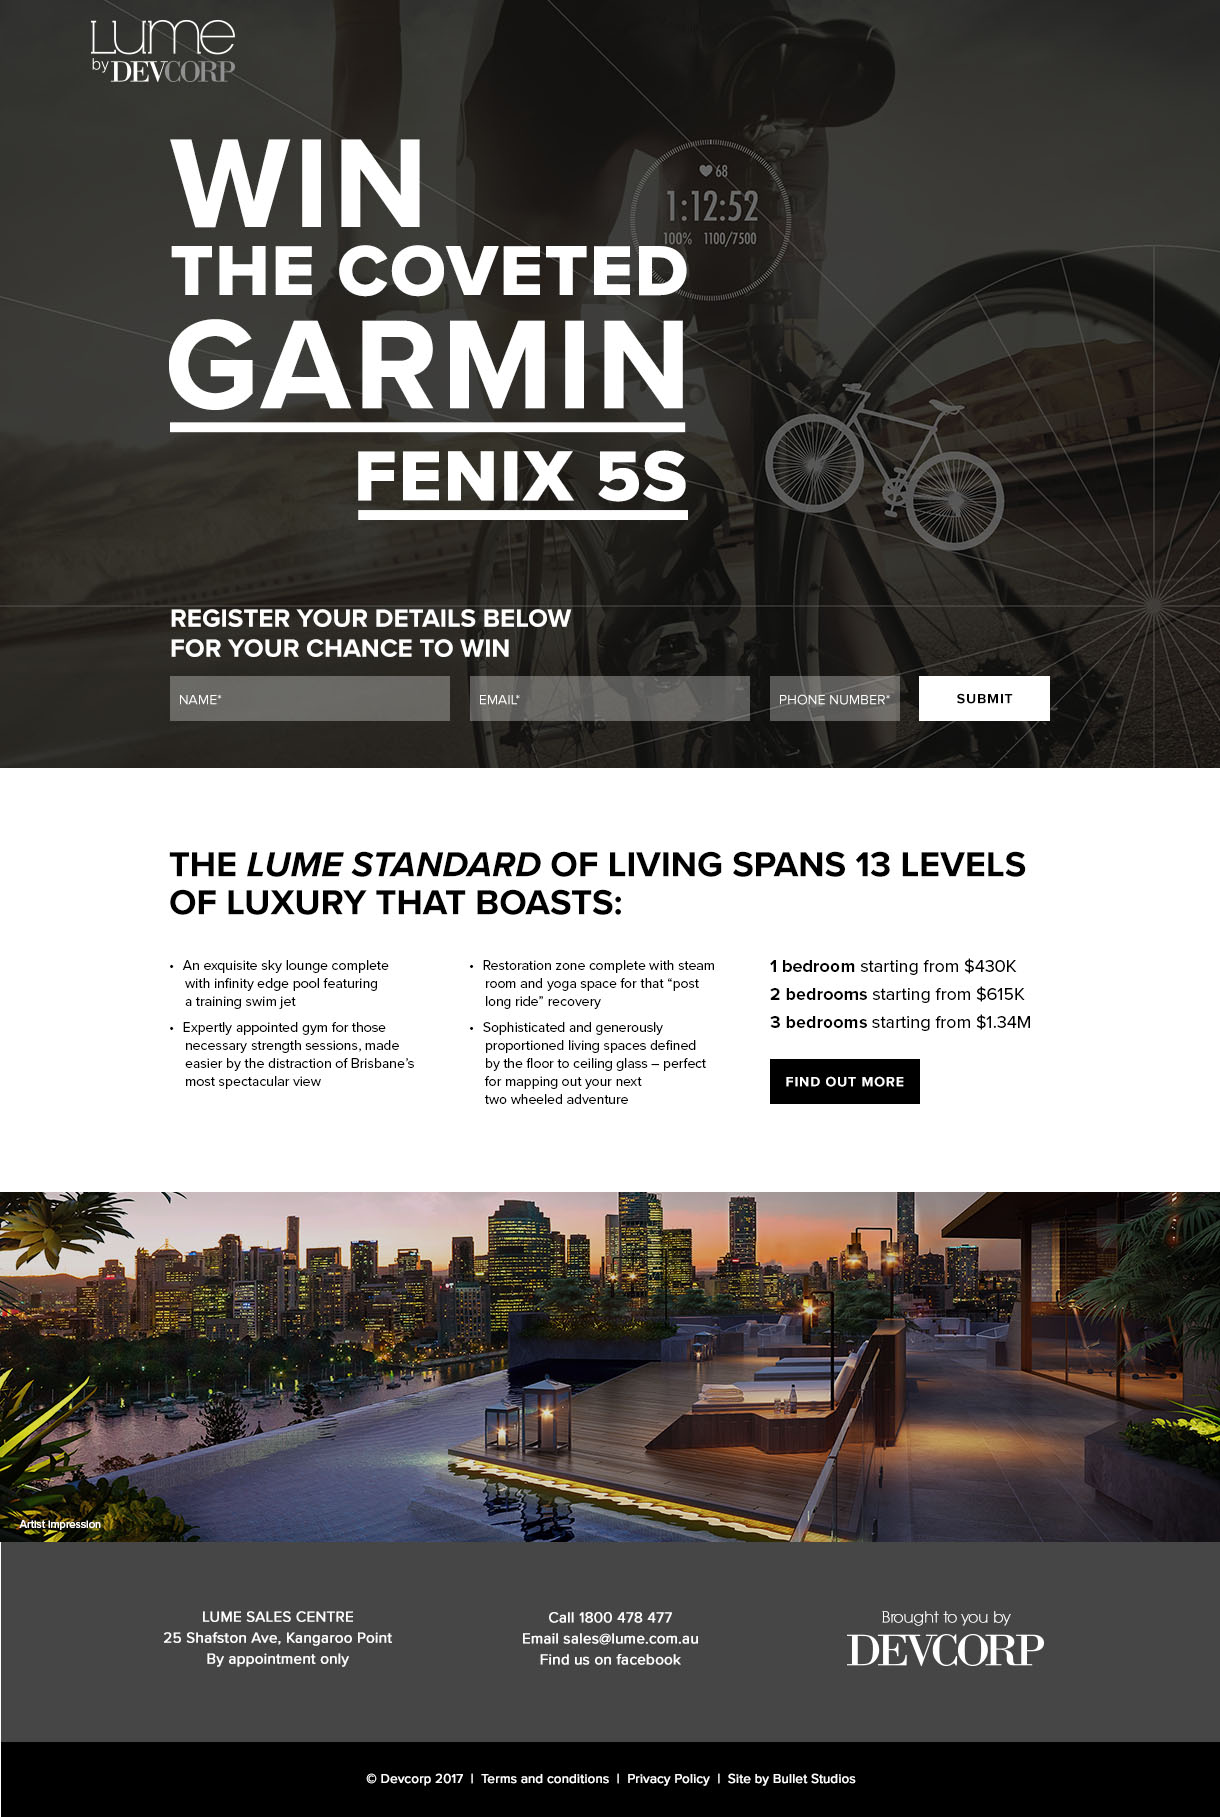 Lume
by DEVCORP
WIN
THE COVETED
GARMIN
FENIX 5S
68
1:12:52
100% 1100/7500
REGISTER YOUR DETAILS BELOW
FOR YOUR CHANCE TO WIN
NAME*
EMAIL*
PHONE NUMBER*
SUBMIT
THE LUME STANDARD OF LIVING SPANS 13 LEVELS
OF LUXURY THAT BOASTS:
• An exquisite sky lounge complete
with infinity edge pool featuring
a training swim jet
• Expertly appointed gym for those
necessary strength sessions, made
easier by the distraction of Brisbane’s
most spectacular view
• Restoration zone complete with steam
room and yoga space for that “post
long ride” recovery
• Sophisticated and generously
proportioned living spaces defined
by the floor to ceiling glass – perfect
for mapping out your next
two wheeled adventure
1 bedroom starting from $430K
2 bedrooms starting from $615K
3 bedrooms starting from $1.34M
FIND OUT MORE
Artist impression
LUME SALES CENTRE
25 Shafston Ave, Kangaroo Point
By appointment only
Call 1800 478 477
Email sales@lume.com.au
Find us on facebook
Brought to you by
DEVCORP
© Devcorp 2017 | Terms and conditions | Privacy Policy | Site by Bullet Studios